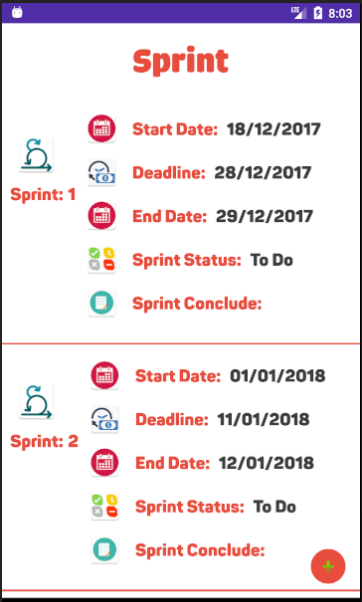 LTE 8:03
Sprint
Start Date: 18/12/2017
Deadline: 28/12/2017
Sprint: 1
End Date: 29/12/2017
Sprint Status: To Do
Sprint Conclude:
Start Date: 01/01/2018
Deadline: 11/01/2018
Sprint: 2
End Date: 12/01/2018
Sprint Status: To Do
Sprint Conclude:
+